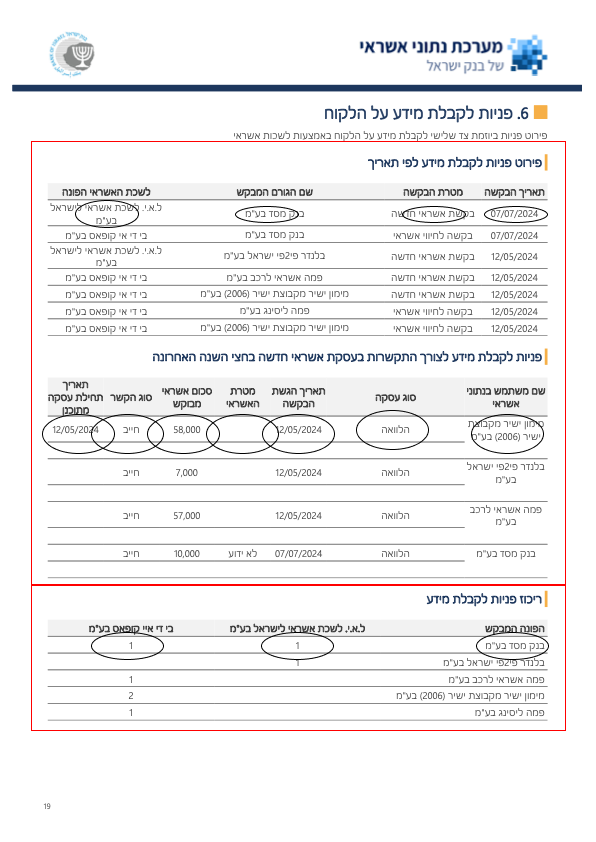 מערכת נתוני אשראי
של בנק ישראל
6. פניות לקבלת מידע על הלקוח
פירוט פניות ביוזמת צד שלישי לקבלת מידע על הלקוח באמצעות לשכות אשראי
פירוט פניות לקבלת מידע לפי תאריך
תאריך הבקשה מטרת הבקשה שם הגורם המבקש לשכת האשראי הפונה
07/07/2024 בקשת אשראי חדשה בנק מסד בע"מ ל.א.י. לשכת אשראי לישראל בע"מ
07/07/2024 בקשה לחיווי אשראי בנק מסד בע"מ בי די אי קופאס בע"מ
12/05/2024 בקשת אשראי חדשה בלנדר פי2פי ישראל בע"מ ל.א.י. לשכת אשראי לישראל בע"מ
12/05/2024 בקשת אשראי חדשה פמה אשראי לרכב בע"מ בי די אי קופאס בע"מ
12/05/2024 בקשת אשראי חדשה מימון ישיר מקבוצת ישיר (2006) בע"מ בי די אי קופאס בע"מ
12/05/2024 בקשה לחיווי אשראי פמה ליסינג בע"מ בי די אי קופאס בע"מ
12/05/2024 בקשה לחיווי אשראי מימון ישיר מקבוצת ישיר (2006) בע"מ בי די אי קופאס בע"מ
פניות לקבלת מידע לצורך התקשרות בעסקת אשראי חדשה בחצי השנה האחרונה
שם משתמש בנתוני אשראי סוג עסקה תאריך הגשת הבקשה מטרת האשראי סכום אשראי מבוקש סוג הקשר תאריך תחילת עסקה מתוכנן
מימון ישיר מקבוצת ישיר (2006) בע"מ הלוואה 12/05/2024 58,000 חייב 12/05/2024
בלנדר פי2פי ישראל בע"מ הלוואה 12/05/2024 7,000 חייב
פמה אשראי לרכב בע"מ הלוואה 12/05/2024 57,000 חייב
בנק מסד בע"מ הלוואה 07/07/2024 לא ידוע 10,000 חייב
ריכוז פניות לקבלת מידע
הפונה המבקש ל.א.י. לשכת אשראי לישראל בע"מ בי די איי קופאס בע"מ
בנק מסד בע"מ 1 1
בלנדר פי2פי ישראל בע"מ 1
פמה אשראי לרכב בע"מ 1
מימון ישיר מקבוצת ישיר (2006) בע"מ 2
פמה ליסינג בע"מ 1
19